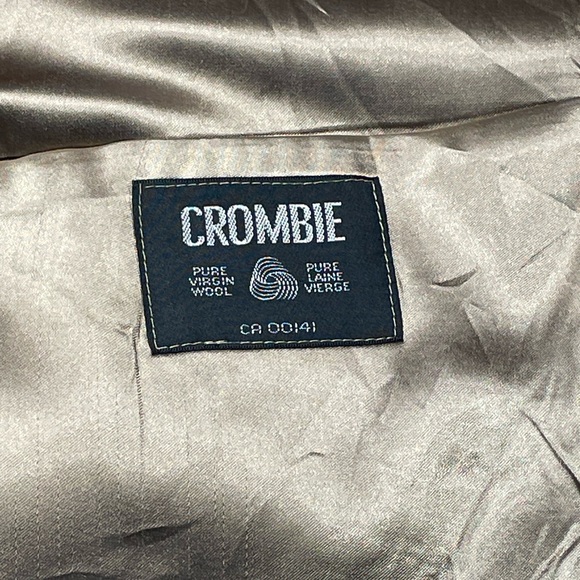 CROMBIE
PURE
VIRGIN
WOOL
PURE
LAINE
VIERGE
CA 00141